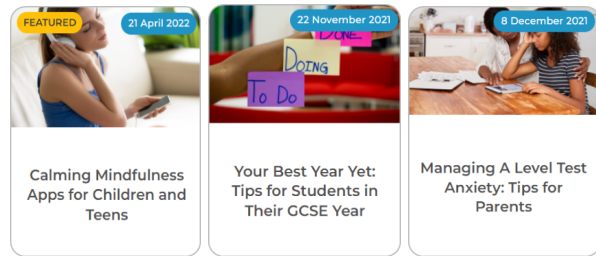 FEATURED
21 April 2022
Calming Mindfulness
Apps for Children and
Teens
22 November 2021
DONE
DOING
TO DO
Your Best Year Yet:
Tips for Students in
Their GCSE Year
8 December 2021
Managing A Level Test
Anxiety: Tips for
Parents